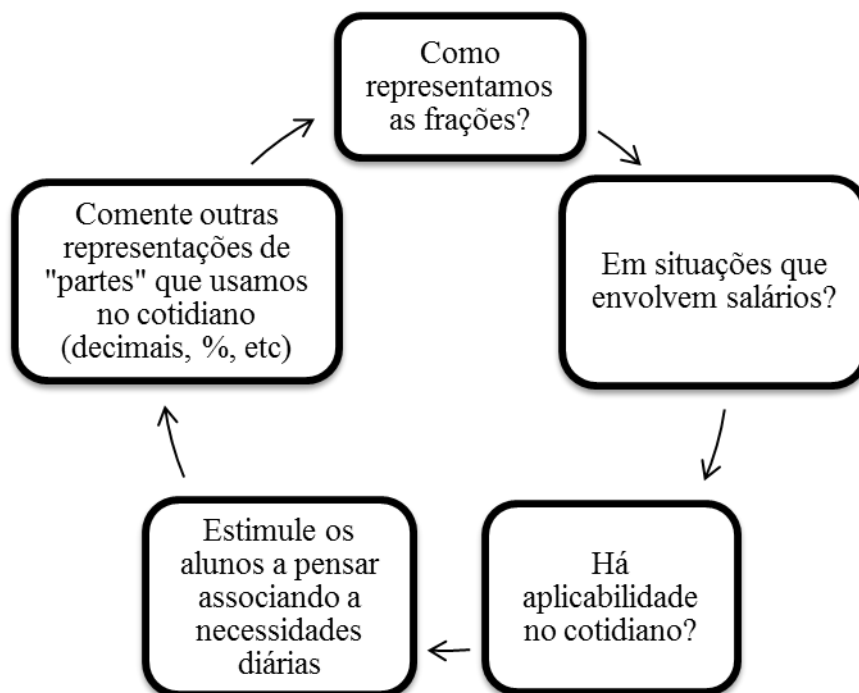 Como
representamos
as frações?
Em situações que
envolvem salários?
Há
aplicabilidade
no cotidiano?
Estimule os
alunos a pensar
associando a
necessidades
diárias
Comente outras
representações de
"partes" que usamos
no cotidiano
(decimais, %, etc)